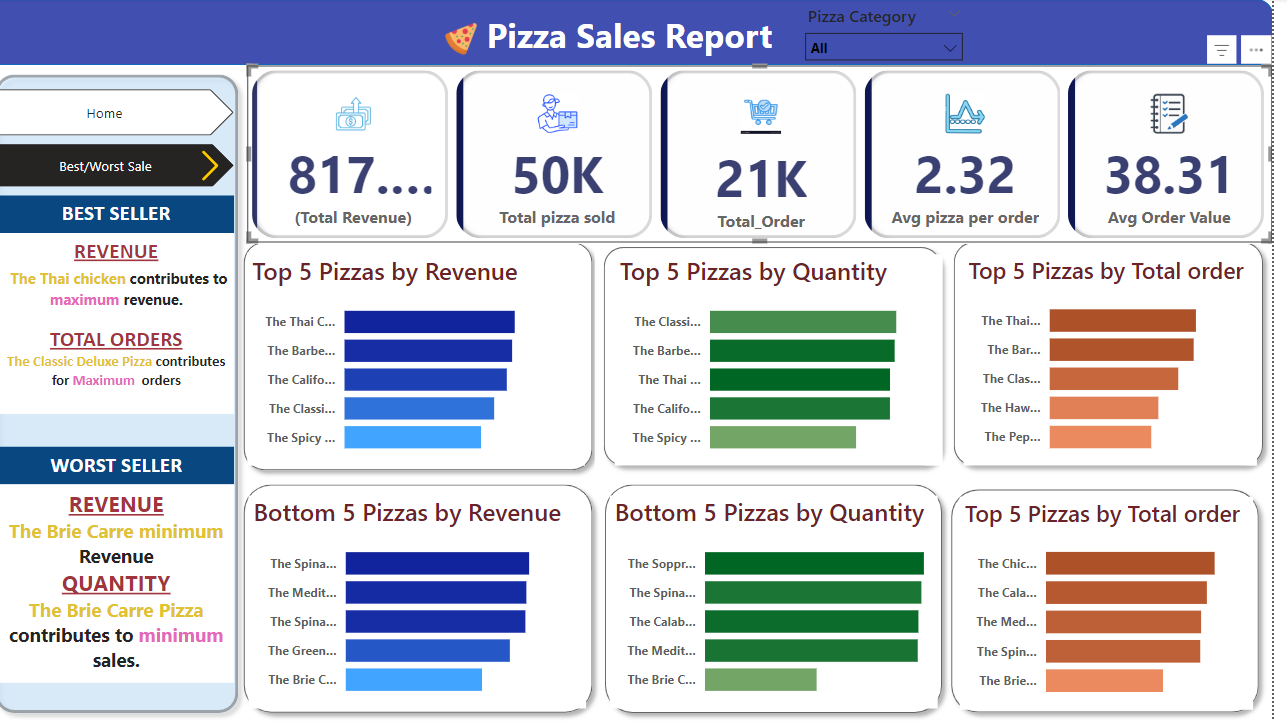 Pizza Sales Report
Pizza Category
All
Home
Best/Worst Sale
BEST SELLER
REVENUE
The Thai chicken contributes to
maximum revenue.
TOTAL ORDERS
The Classic Deluxe Pizza contributes
for Maximum orders
WORST SELLER
REVENUE
The Brie Carre minimum
Revenue
QUANTITY
The Brie Carre Pizza
contributes to minimum
sales.
817....
(Total Revenue)
50K
Total pizza sold
21K
Total_Order
2.32
Avg pizza per order
38.31
Avg Order Value
Top 5 Pizzas by Revenue
The Thai C...
The Barbe...
The Califo...
The Classi...
The Spicy ...
Top 5 Pizzas by Quantity
The Classi...
The Barbe...
The Thai ...
The Califo...
The Spicy ...
Top 5 Pizzas by Total order
The Thai...
The Bar...
The Clas...
The Haw...
The Pep...
Bottom 5 Pizzas by Revenue
The Spina...
The Medit...
The Spina...
The Green...
The Brie C...
Bottom 5 Pizzas by Quantity
The Soppr...
The Spina...
The Calab...
The Medit...
The Brie C...
Top 5 Pizzas by Total order
The Chic...
The Cala...
The Med...
The Spin...
The Brie...